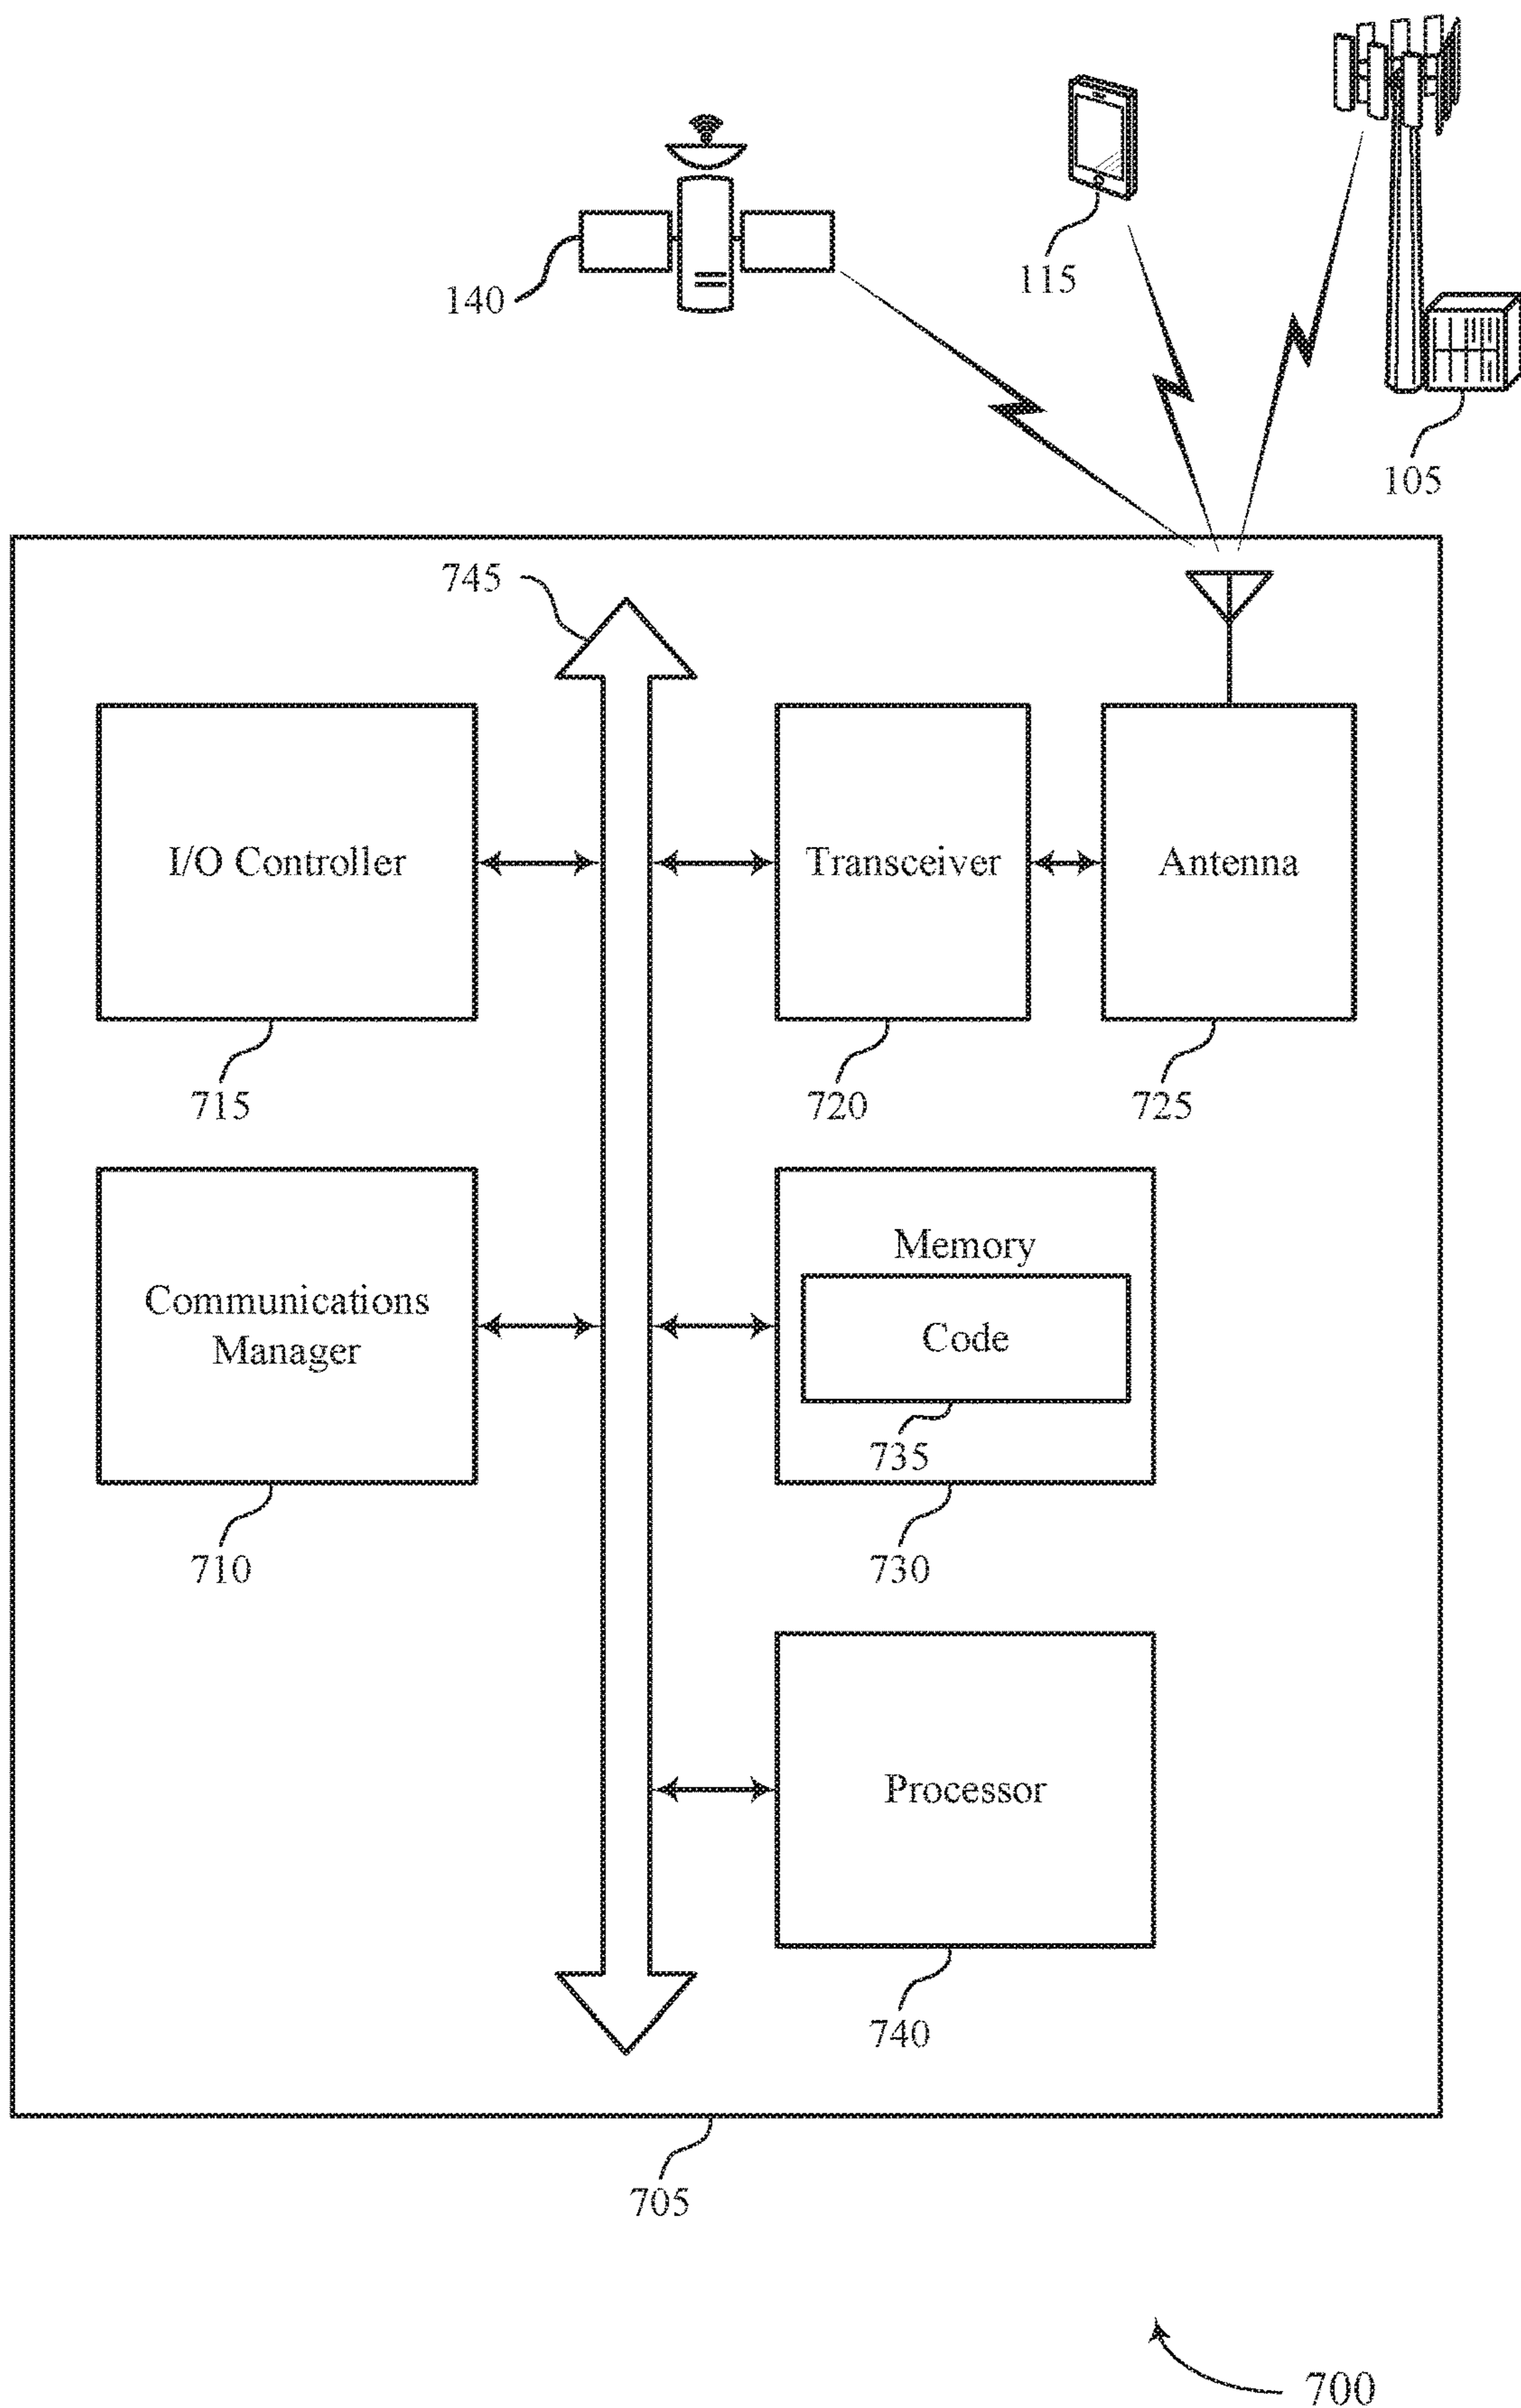 140
115
105
745
I/O Controller
Transceiver
Antenna
715
720
725
Communications
Manager
Memory
Code
735
710
730
Processor
740
705
700